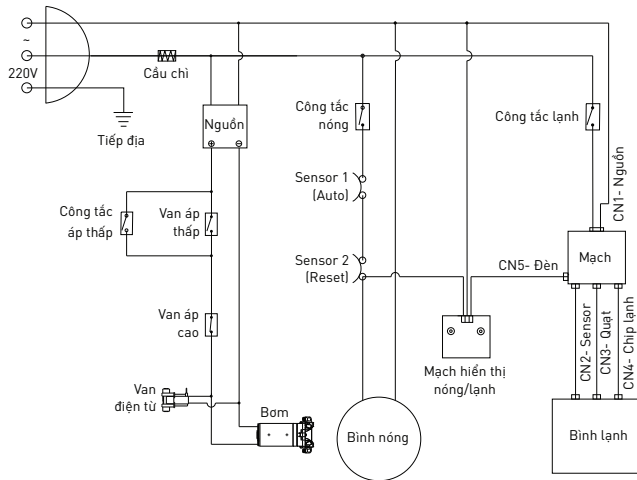 ~
220V
Cầu chì
Tiếp địa
Nguồn
Công tắc
nóng
Công tắc lạnh
CN1- Nguồn
Sensor 1
(Auto)
Công tắc
áp thấp
Van áp
thấp
Sensor 2
(Reset)
CN5- Đèn
Mạch
Van áp
cao
CN2- Sensor
CN3- Quạt
CN4- Chip lạnh
Mạch hiển thị
nóng/lạnh
Van
điện từ
Bơm
Bình nóng
Bình lạnh